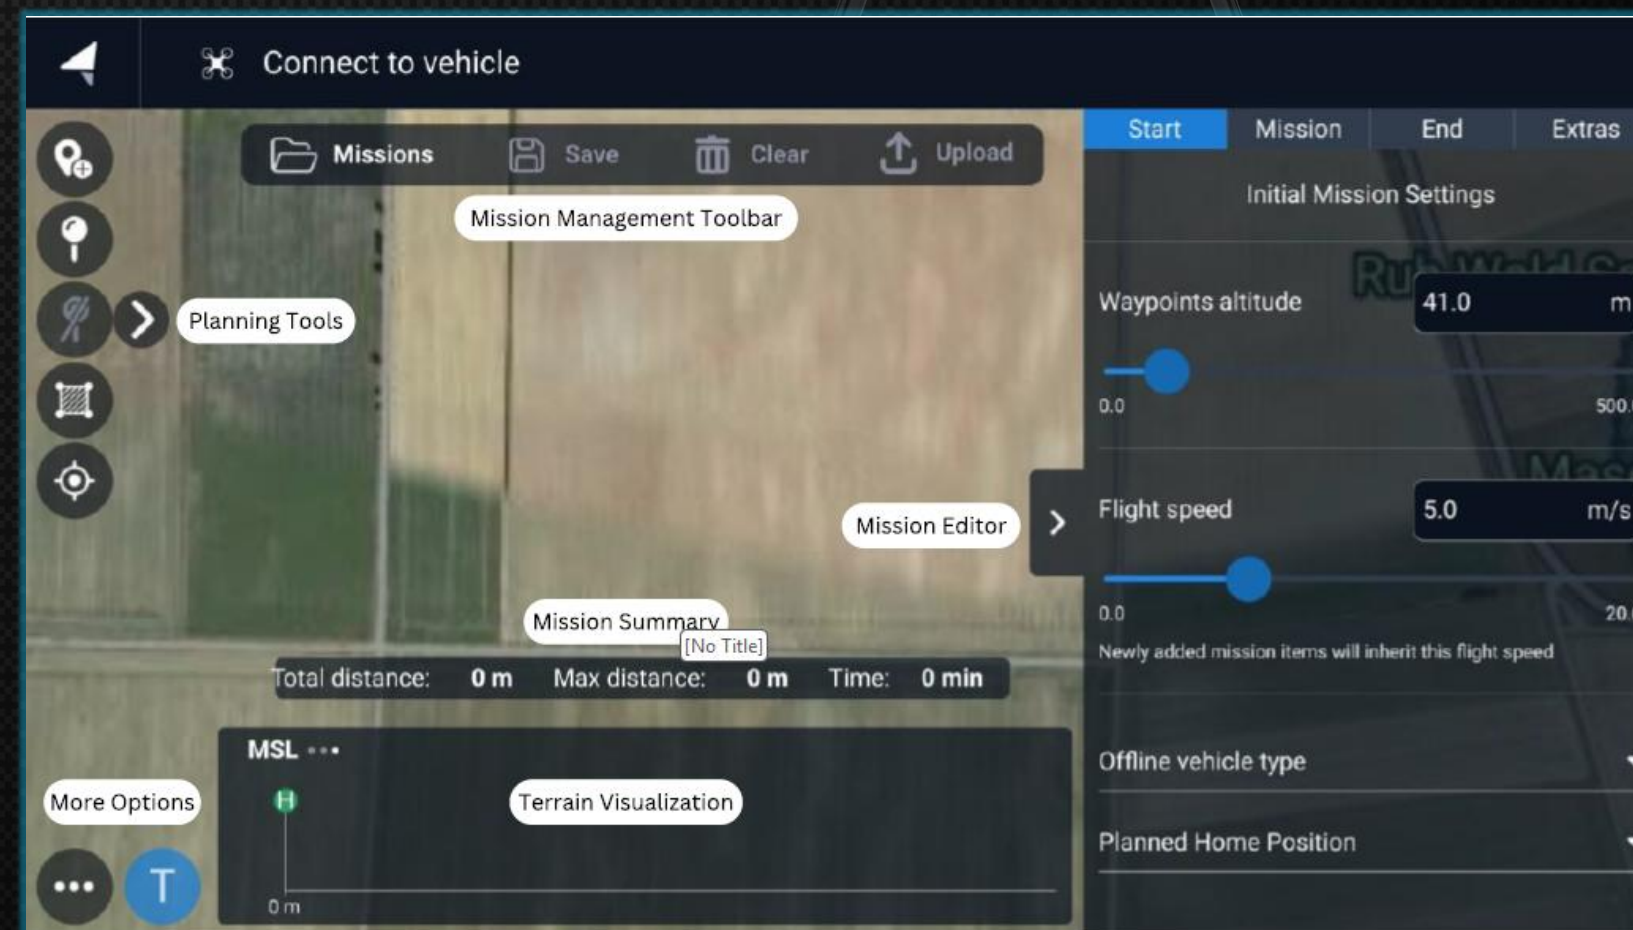 Connect to vehicle
Missions Save Clear Upload
Mission Management Toolbar
Planning Tools
Mission Editor
Mission Summary
[No Title]
Total distance: 0 m Max distance: 0 m Time: 0 min
MSL
H
Terrain Visualization
0 m
More Options
T
Start Mission End Extras
Initial Mission Settings
Waypoints altitude 41.0 m
0.0 500.
Flight speed 5.0 m/s
0.0 20.
Newly added mission items will inherit this flight speed
Offline vehicle type
Planned Home Position